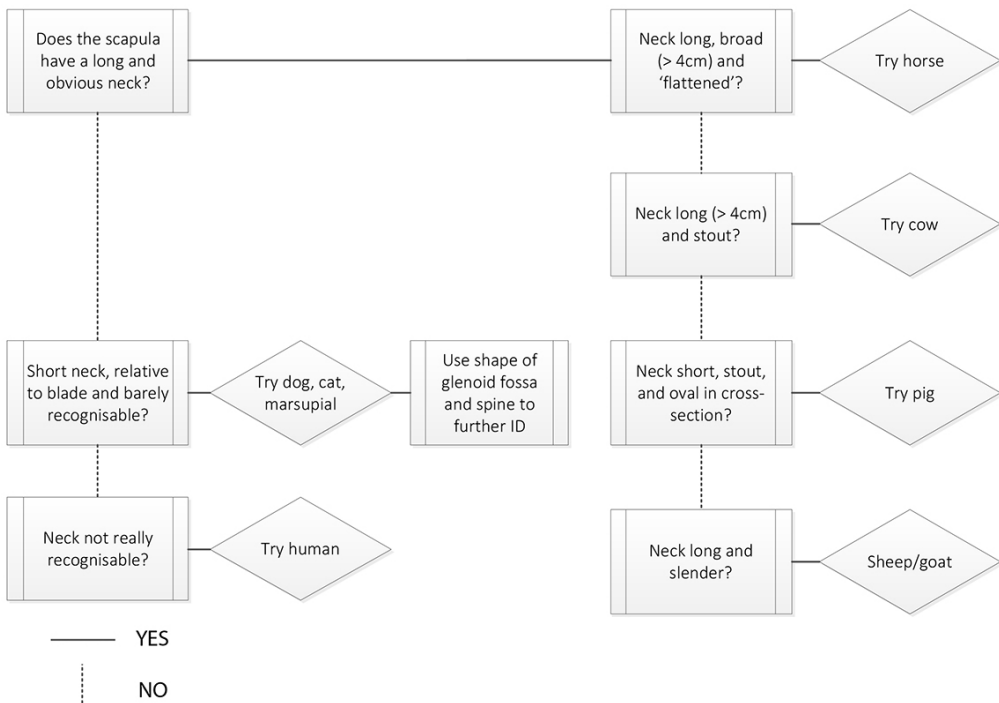 Does the scapula
have a long and
obvious neck?
Neck long, broad
(> 4cm) and
‘flattened’?
Try horse
Neck long (> 4cm)
and stout?
Try cow
Short neck, relative
to blade and barely
recognisable?
Try dog, cat,
marsupial
Use shape of
glenoid fossa
and spine to
further ID
Neck short, stout,
and oval in cross-
section?
Try pig
Neck not really
recognisable?
Try human
Neck long and
slender?
Sheep/goat
YES
NO